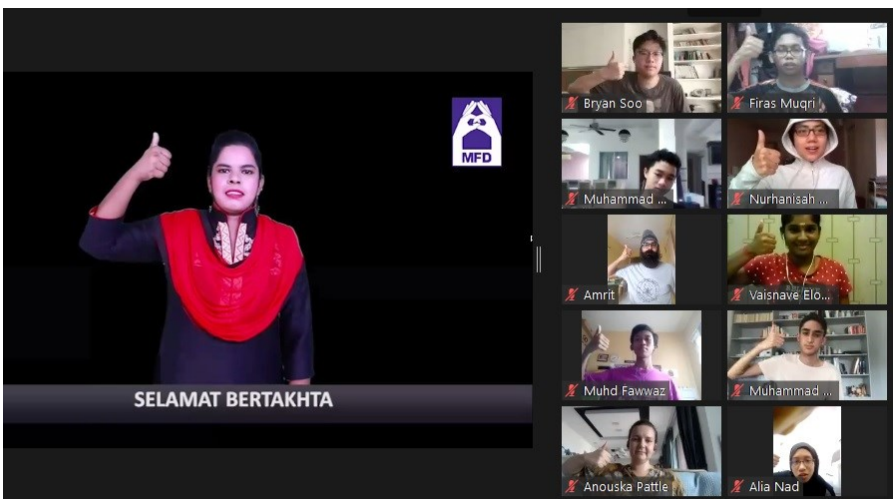 MFD
SELAMAT BERTAKHTA
Bryan Soo
Firas Muqri
Muhammad ...
Nurhanisah ...
Amrit
Vaisnave Elo...
Muhd Fawwaz
Muhammad ...
Anouska Pattle
Alia Nad